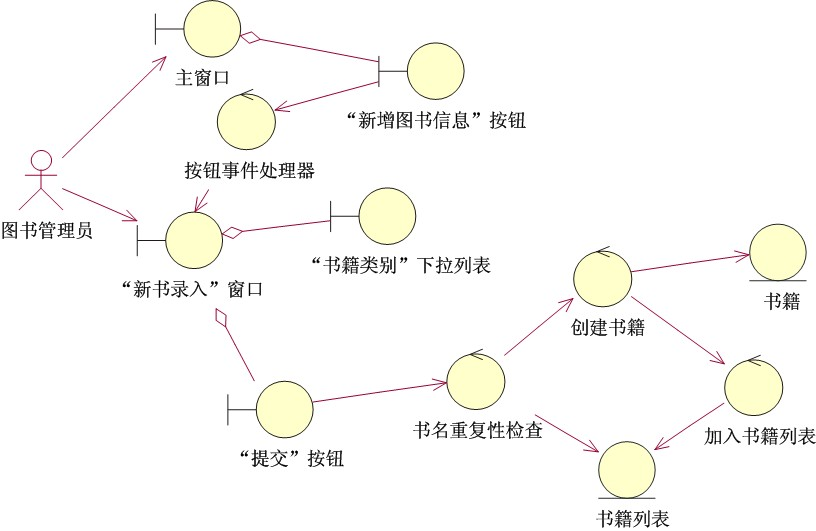 主窗口
“新增图书信息”按钮
按钮事件处理器
图书管理员
“书籍类别”下拉列表
“新书录入”窗口
书籍
创建书籍
书名重复性检查
加入书籍列表
“提交”按钮
书籍列表